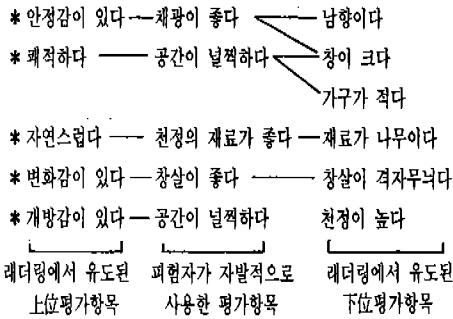 * 안정감이 있다 채광이 좋다 남향이다
* 쾌적하다 공간이 널찍하다 창이 크다
가구가 적다
* 자연스럽다 천정의 재료가 좋다 재료가 나무이다
* 변화감이 있다 창살이 좋다 창살이 격자무늬다
* 개방감이 있다 공간이 널찍하다 천정이 높다
래더링에서 유도된 피험자가 자발적으로 래더링에서 유도된
上位평가항목 사용한 평가항목 下位평가항목